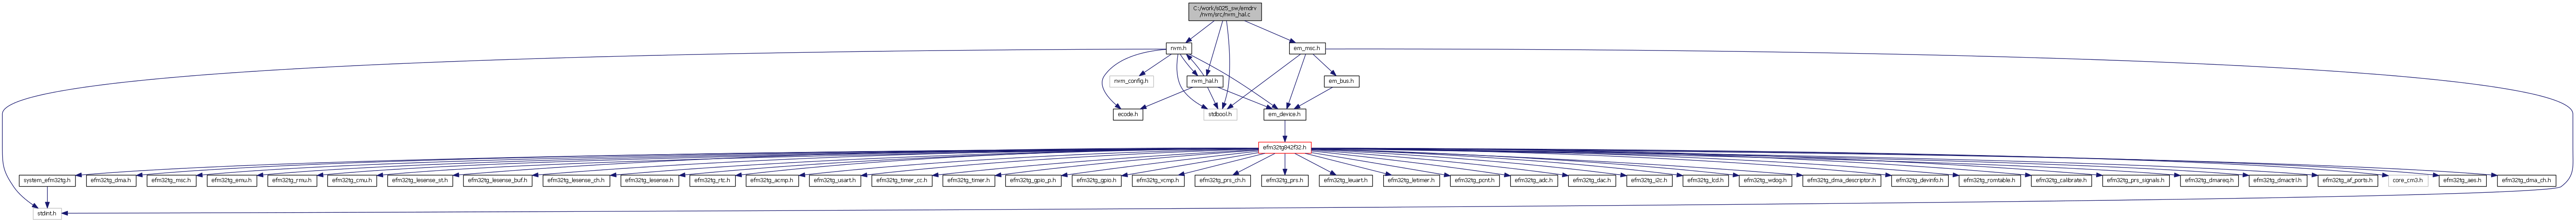 C:/work/s025_sw/emdrv
/nvm/src/nvm_hal.c
nvm.h
em_msc.h
nvm_config.h
nvm_hal.h
em_bus.h
ecode.h
stdbool.h
em_device.h
efm32tg842f32.h
system_efm32tg.h
efm32tg_dma.h
efm32tg_msc.h
efm32tg_emu.h
efm32tg_rmu.h
efm32tg_cmu.h
efm32tg_lesense_st.h
efm32tg_lesense_buf.h
efm32tg_lesense_ch.h
efm32tg_lesense.h
efm32tg_rtc.h
efm32tg_acmp.h
efm32tg_usart.h
efm32tg_timer_cc.h
efm32tg_timer.h
efm32tg_gpio_p.h
efm32tg_gpio.h
efm32tg_vcmp.h
efm32tg_prs_ch.h
efm32tg_prs.h
efm32tg_leuart.h
efm32tg_letimer.h
efm32tg_pcnt.h
efm32tg_adc.h
efm32tg_dac.h
efm32tg_i2c.h
efm32tg_lcd.h
efm32tg_wdog.h
efm32tg_dma_descriptor.h
efm32tg_devinfo.h
efm32tg_romtable.h
efm32tg_calibrate.h
efm32tg_prs_signals.h
efm32tg_dmareq.h
efm32tg_dmactrl.h
efm32tg_af_ports.h
core_cm3.h
efm32tg_aes.h
efm32tg_dma_ch.h
stdint.h